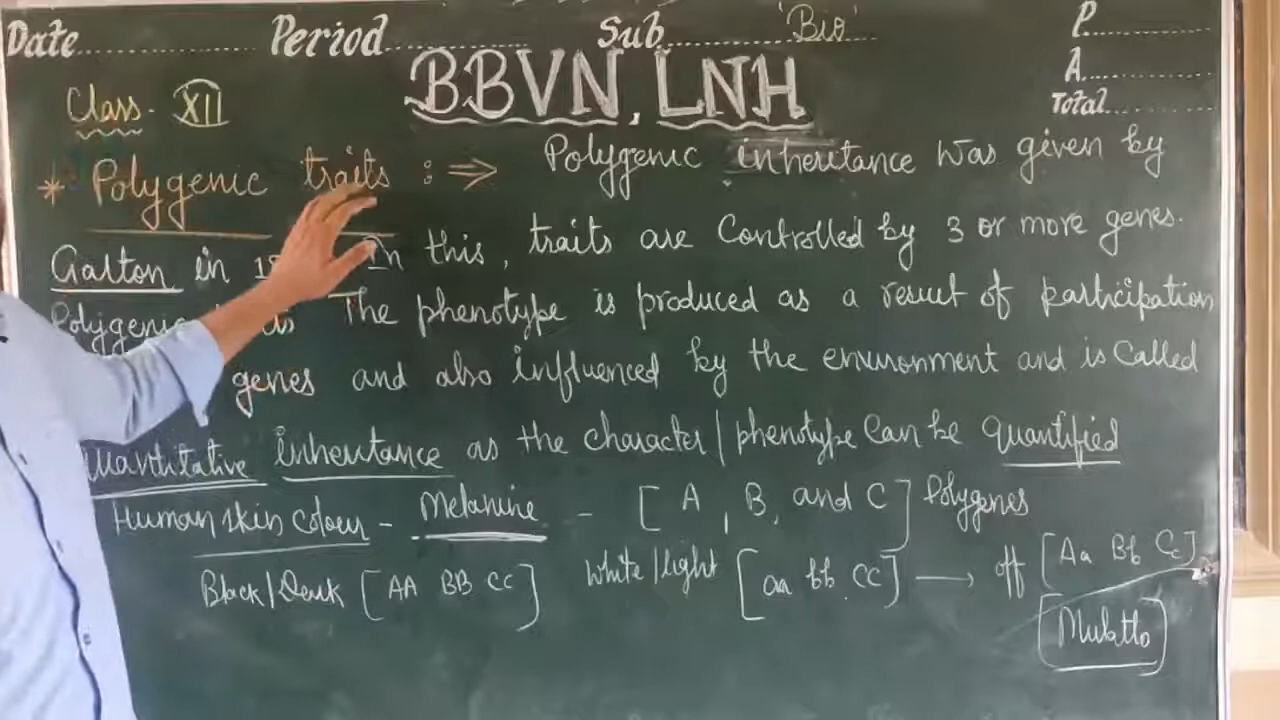 Date Period Sub 'Bio' P.
BBVN, LNH
A.
Class - XII
Total
* Polygenic traits : ⇒ Polygenic inheritance was given by
Galton in In this, traits are Controlled by 3 or more genes.
Polygenic The phenotype is produced as a result of participation
genes and also influenced by the environment and is Called
Quantitative inheritance as the character / phenotype Can be quantified
Human skin Colour - Melanine - [ A , B, and C ] Polygenes
Black/Dark [ AA BB CC ] White/light [ aa bb CC ] → off [ Aa Bb Cc ]
Mulatto